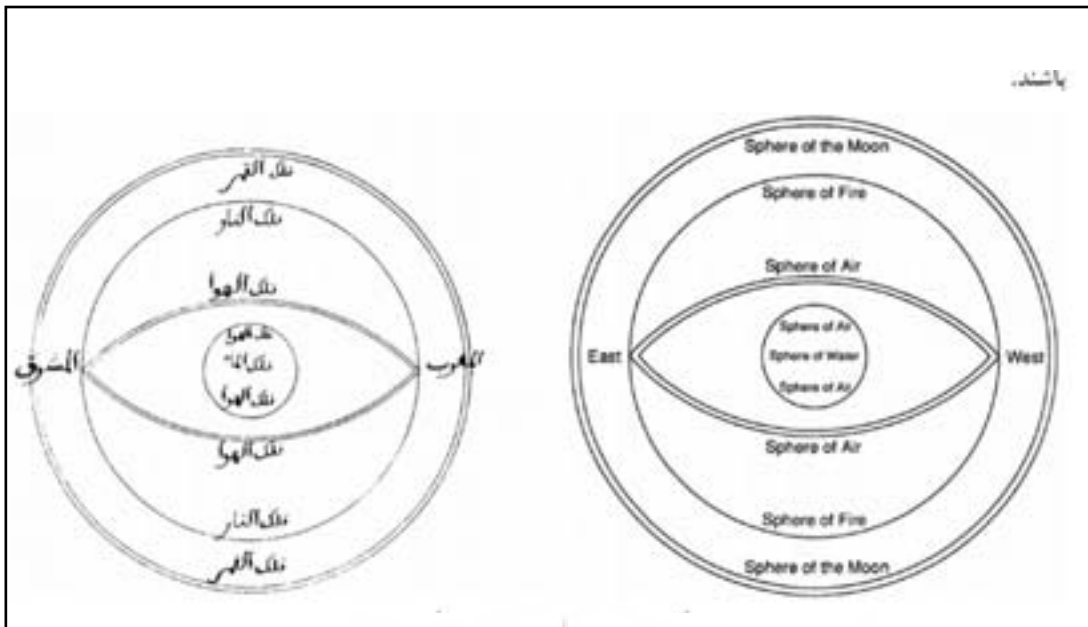 باشند.
فلك القمر
فلك النار
فلك الهوا
فلك الهوا
فلك الما
فلك الهوا
المشرق
المغرب
فلك الهوا
فلك النار
فلك القمر
Sphere of the Moon
Sphere of Fire
Sphere of Air
Sphere of Air
East
Sphere of Water
West
Sphere of Air
Sphere of Air
Sphere of Fire
Sphere of the Moon